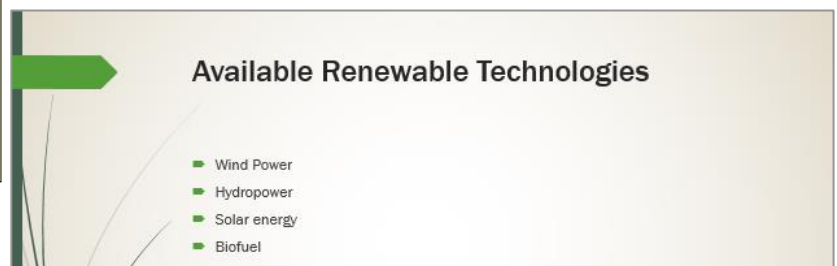 Available Renewable Technologies
Wind Power
Hydropower
Solar energy
Biofuel